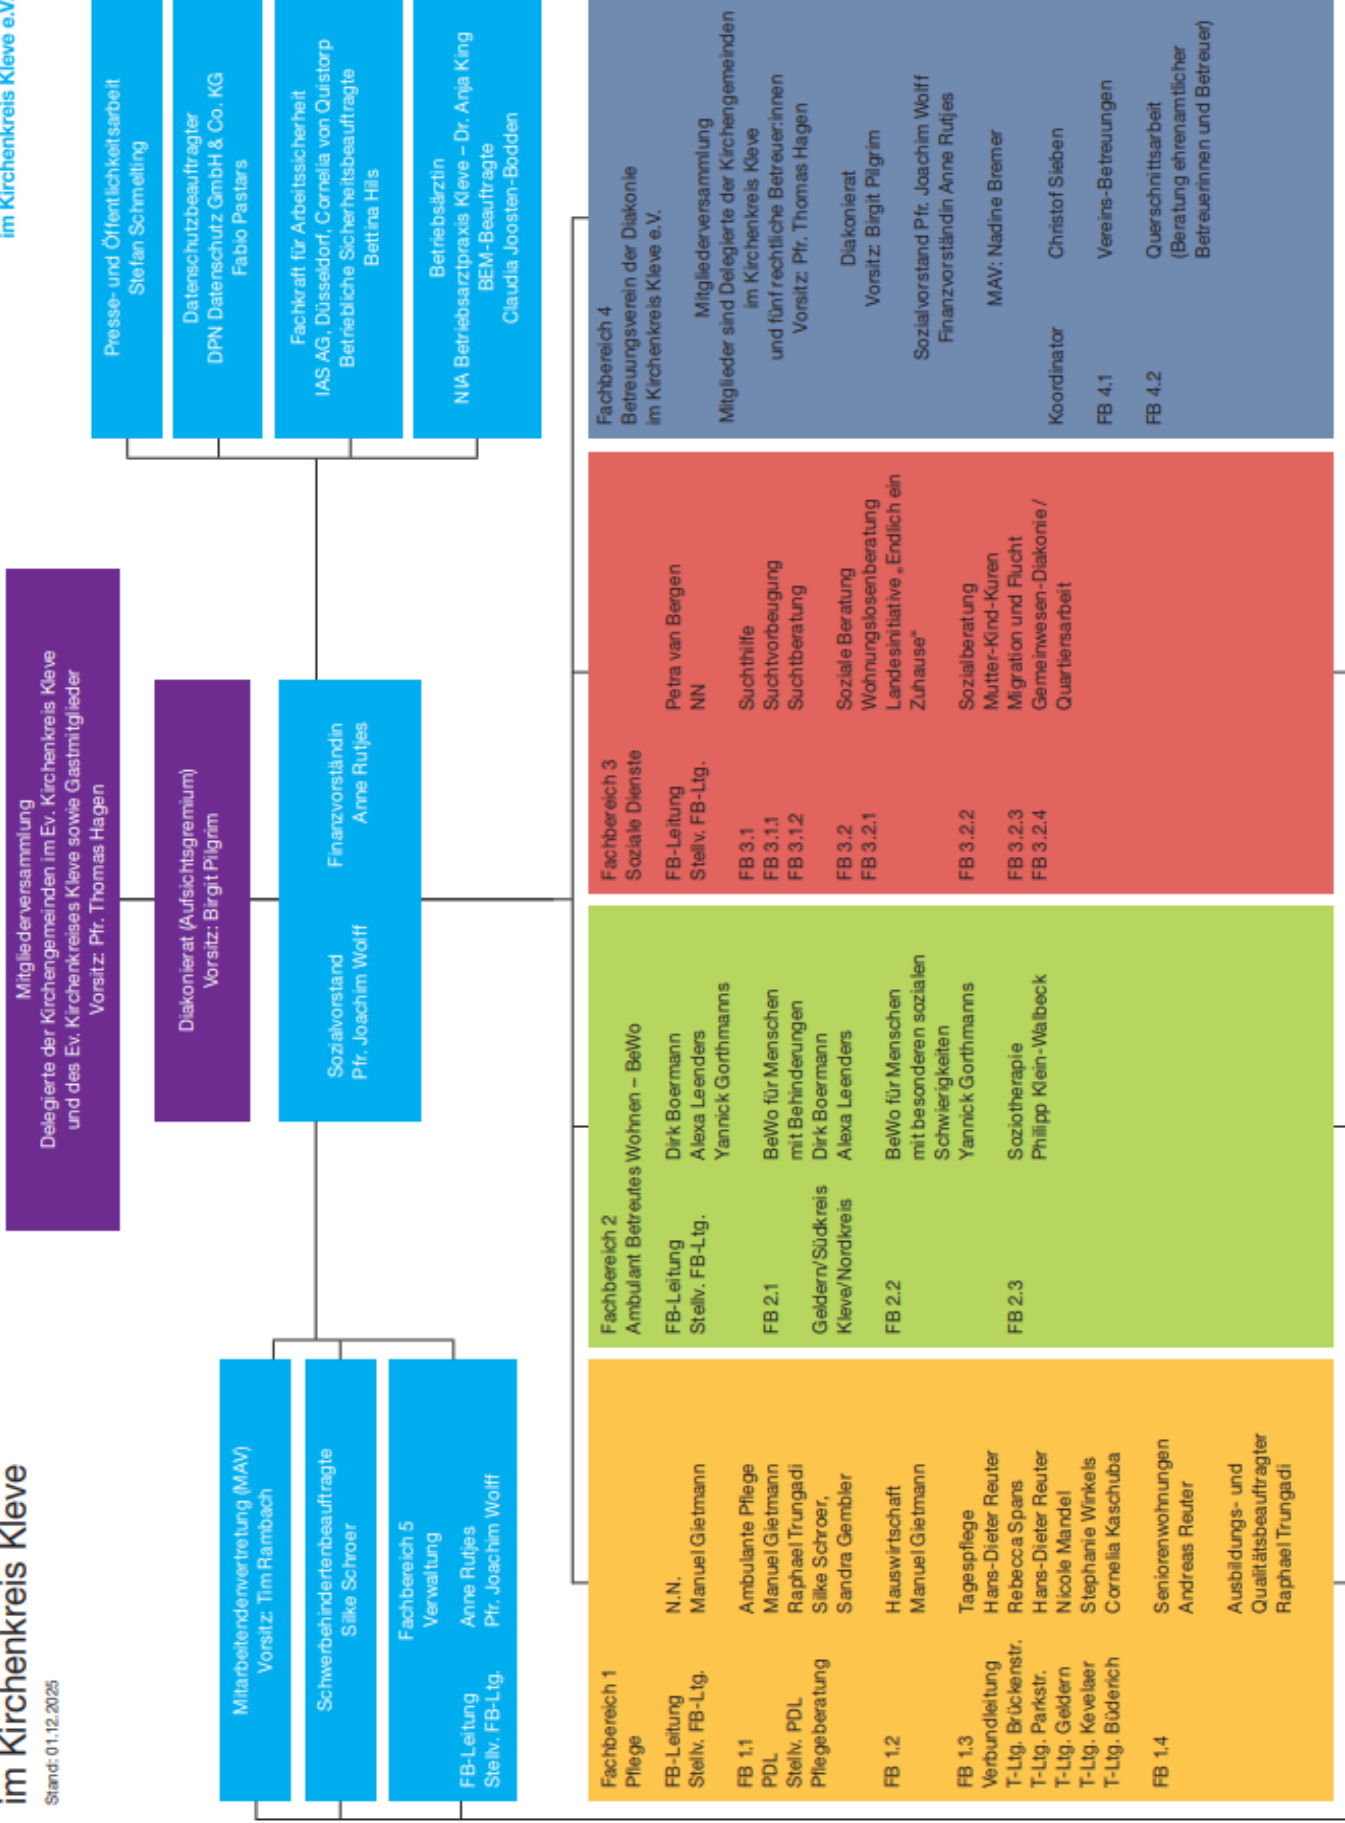 im Kirchenkreis Kleve
Stand: 01.12.2025
im Kirchenkreis Kleve e.V.
Mitgliederversammlung
Delegierte der Kirchengemeinden im Ev. Kirchenkreis Kleve
und des Ev. Kirchenkreises Kleve sowie Gastmitglieder
Vorsitz: Pfr. Thomas Hagen
Diakonierat (Aufsichtsgremium)
Vorsitz: Birgit Pilgrim
Sozialvorstand Finanzvorständin
Pfr. Joachim Wolff Anne Rutjes
Mitarbeitendenvertretung (MAV)
Vorsitz: Tim Rambach
Schwerbehindertenbeauftragte
Silke Schroer
Fachbereich 5
Verwaltung
FB-Leitung Anne Rutjes
Stellv. FB-Ltg. Pfr. Joachim Wolff
Presse- und Öffentlichkeitsarbeit
Stefan Schmelting
Datenschutzbeauftragter
DPN Datenschutz GmbH & Co. KG
Fabio Pastars
Fachkraft für Arbeitssicherheit
IAS AG, Düsseldorf, Cornelia von Quistorp
Betriebliche Sicherheitsbeauftragte
Bettina Hils
Betriebsärztin
NIA Betriebsarztpraxis Kleve – Dr. Anja King
BEM-Beauftragte
Claudia Joosten-Bodden
Fachbereich 1
Pflege
FB-Leitung N.N.
Stellv. FB-Ltg. Manuel Gietmann
FB 1.1 Ambulante Pflege
PDL Manuel Gietmann
Stellv. PDL Raphael Trungadi
Pflegeberatung Silke Schroer,
Sandra Gembler
FB 1.2 Hauswirtschaft
Manuel Gietmann
FB 1.3 Tagespflege
Verbundleitung Hans-Dieter Reuter
T-Ltg. Brückenstr. Rebecca Spans
T-Ltg. Parkstr. Hans-Dieter Reuter
T-Ltg. Geldern Nicole Mandel
T-Ltg. Kevelaer Stephanie Winkels
T-Ltg. Büderich Cornelia Kaschuba
FB 1.4 Seniorenwohnungen
Andreas Reuter
Ausbildungs- und
Qualitätsbeauftragter
Raphael Trungadi
Fachbereich 2
Ambulant Betreutes Wohnen – BeWo
FB-Leitung Dirk Boermann
Stellv. FB-Ltg. Alexa Leenders
Yannick Gorthmanns
FB 2.1 BeWo für Menschen
mit Behinderungen
Geldern/Südkreis Dirk Boermann
Kleve/Nordkreis Alexa Leenders
FB 2.2 BeWo für Menschen
mit besonderen sozialen
Schwierigkeiten
Yannick Gorthmanns
FB 2.3 Soziotherapie
Philipp Klein-Wallbeck
Fachbereich 3
Soziale Dienste
FB-Leitung Petra van Bergen
Stellv. FB-Ltg. NN
FB 3.1 Suchthilfe
FB 3.1.1 Suchtvorbeugung
FB 3.1.2 Suchtberatung
FB 3.2 Soziale Beratung
FB 3.2.1 Wohnungslosenberatung
Landesinitiative „Endlich ein
Zuhause“
FB 3.2.2 Sozialberatung
Mutter-Kind-Kuren
FB 3.2.3 Migration und Flucht
FB 3.2.4 Gemeinwesen-Diakonie /
Quartiersarbeit
Fachbereich 4
Betreuungsverein der Diakonie
im Kirchenkreis Kleve e.V.
Mitgliederversammlung
Mitglieder sind Delegierte der Kirchengemeinden
im Kirchenkreis Kleve
und fünf rechtliche Betreuer:innen
Vorsitz: Pfr. Thomas Hagen
Diakonierat
Vorsitz: Birgit Pilgrim
Sozialvorstand Pfr. Joachim Wolff
Finanzvorständin Anne Rutjes
MAV: Nadine Bremer
Koordinator Christof Sieben
FB 4.1 Vereins-Betreuungen
FB 4.2 Querschnittsarbeit
(Beratung ehrenamtlicher
Betreuerinnen und Betreuer)